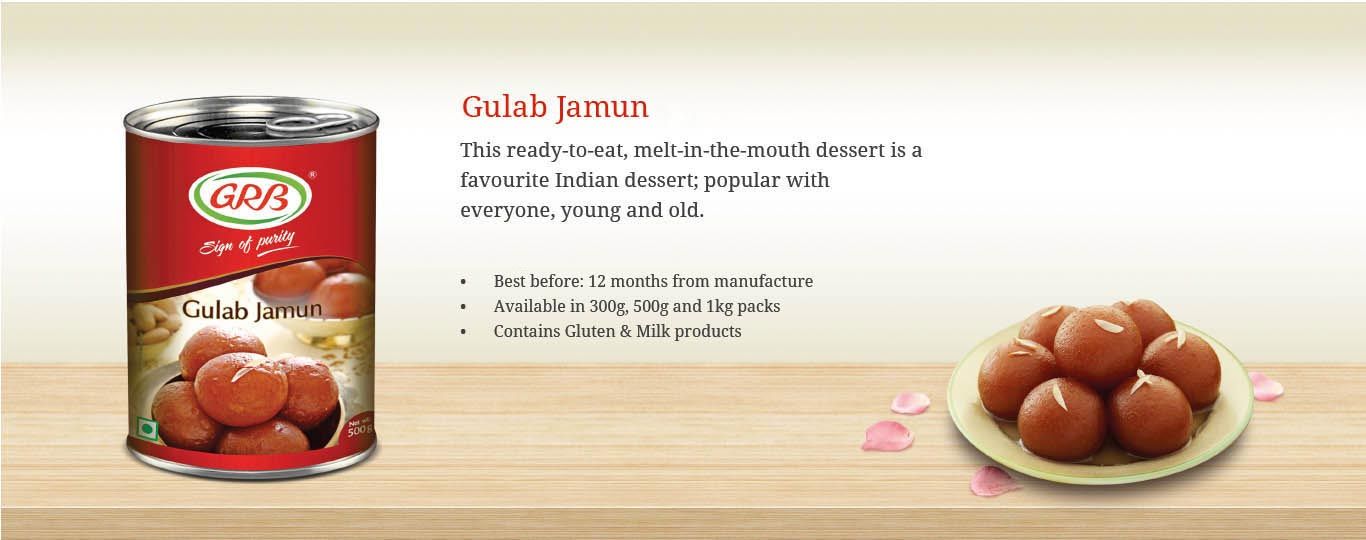 GRB®
Sign of purity
Gulab Jamun
Net wt.
500 g
Gulab Jamun
This ready-to-eat, melt-in-the-mouth dessert is a
favourite Indian dessert; popular with
everyone, young and old.
• Best before: 12 months from manufacture
• Available in 300g, 500g and 1kg packs
• Contains Gluten & Milk products